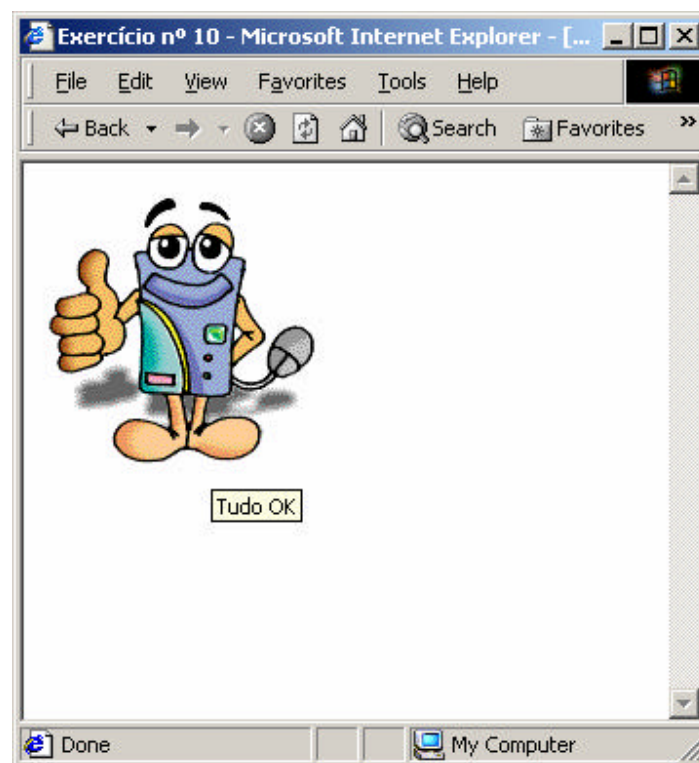 Exercício nº 10 - Microsoft Internet Explorer - [...
File Edit View Favorites Tools Help
Back Search Favorites »
Tudo OK
Done My Computer